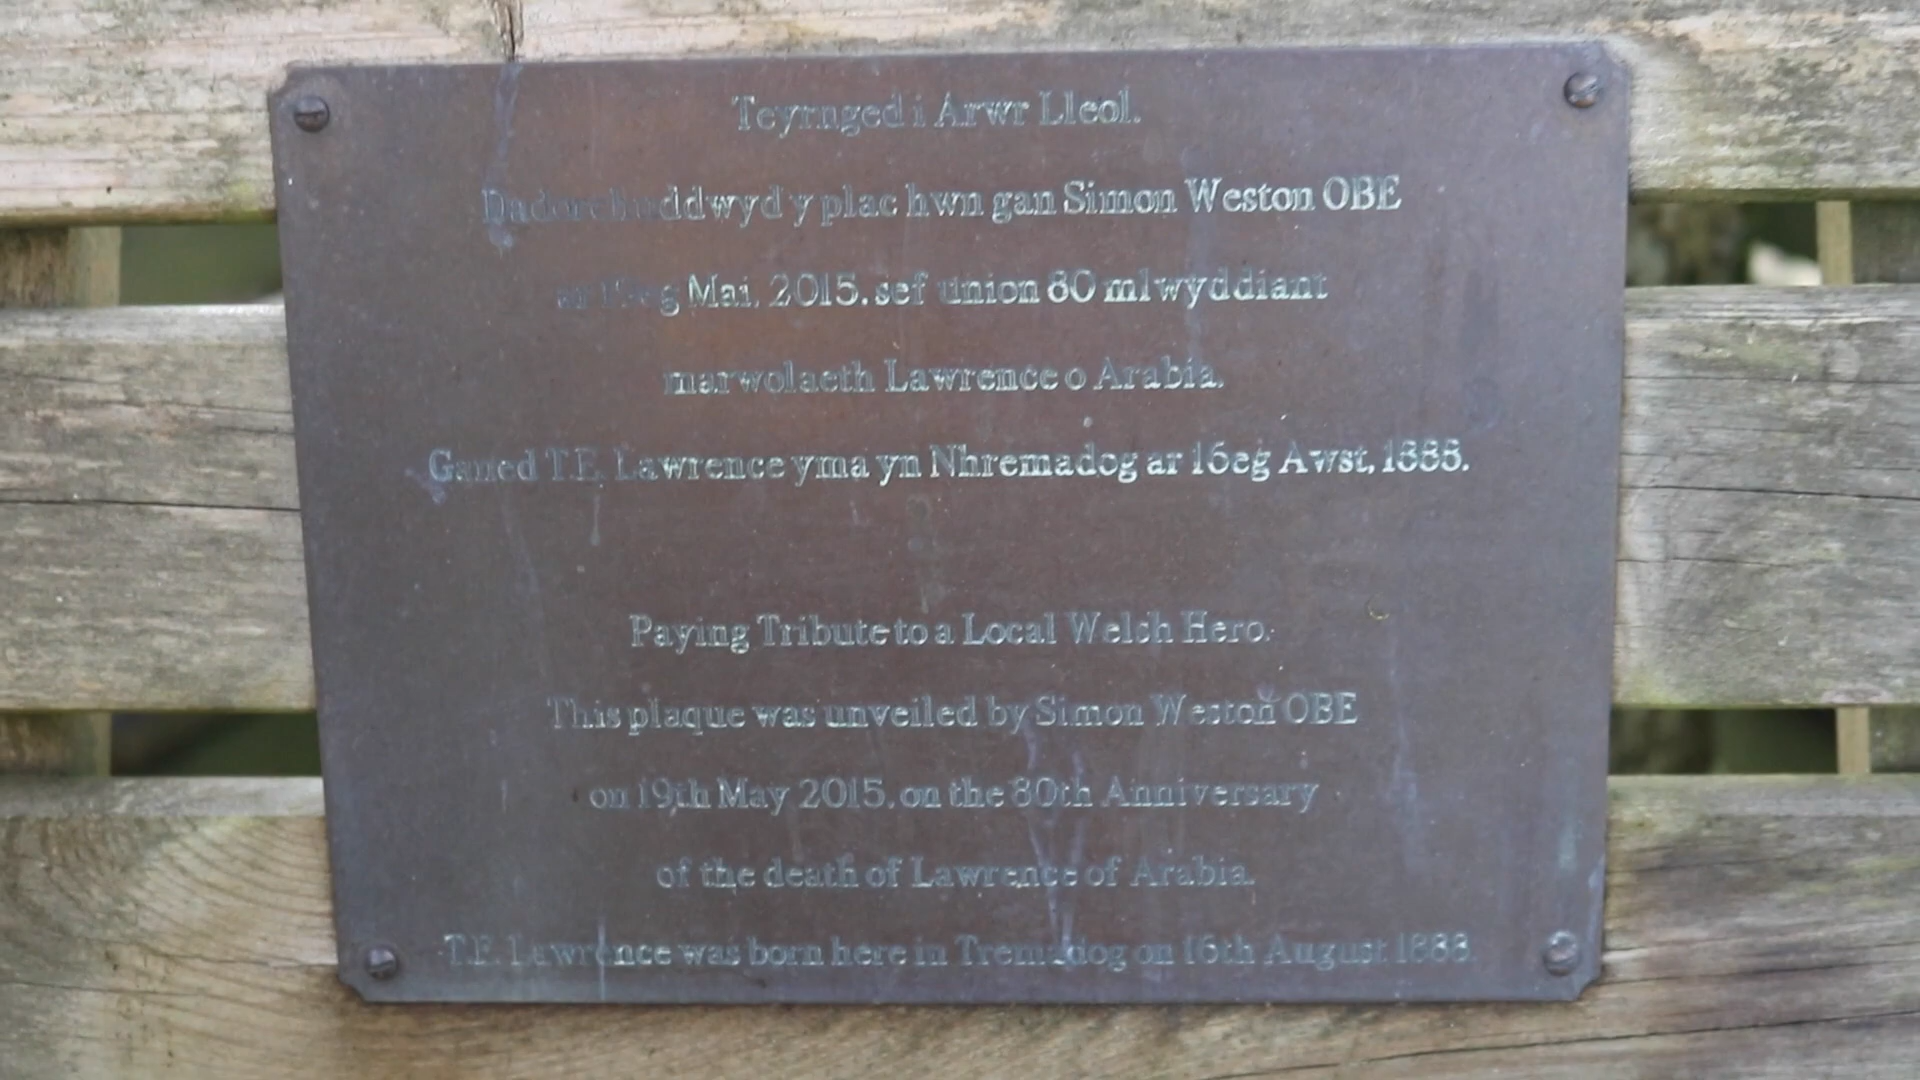 Teyrnged i Arwr Lleol.
Dadorchuddwyd y plac hwn gan Simon Weston OBE
ar 19eg Mai, 2015, sef union 80 mlwyddiant
marwolaeth Lawrence o Arabia.
Ganed T.E. Lawrence yma yn Nhremadog ar 16eg Awst, 1888.
Paying Tribute to a Local Welsh Hero.
This plaque was unveiled by Simon Weston OBE
on 19th May 2015, on the 80th Anniversary
of the death of Lawrence of Arabia.
T.E. Lawrence was born here in Tremadog on 16th August 1888